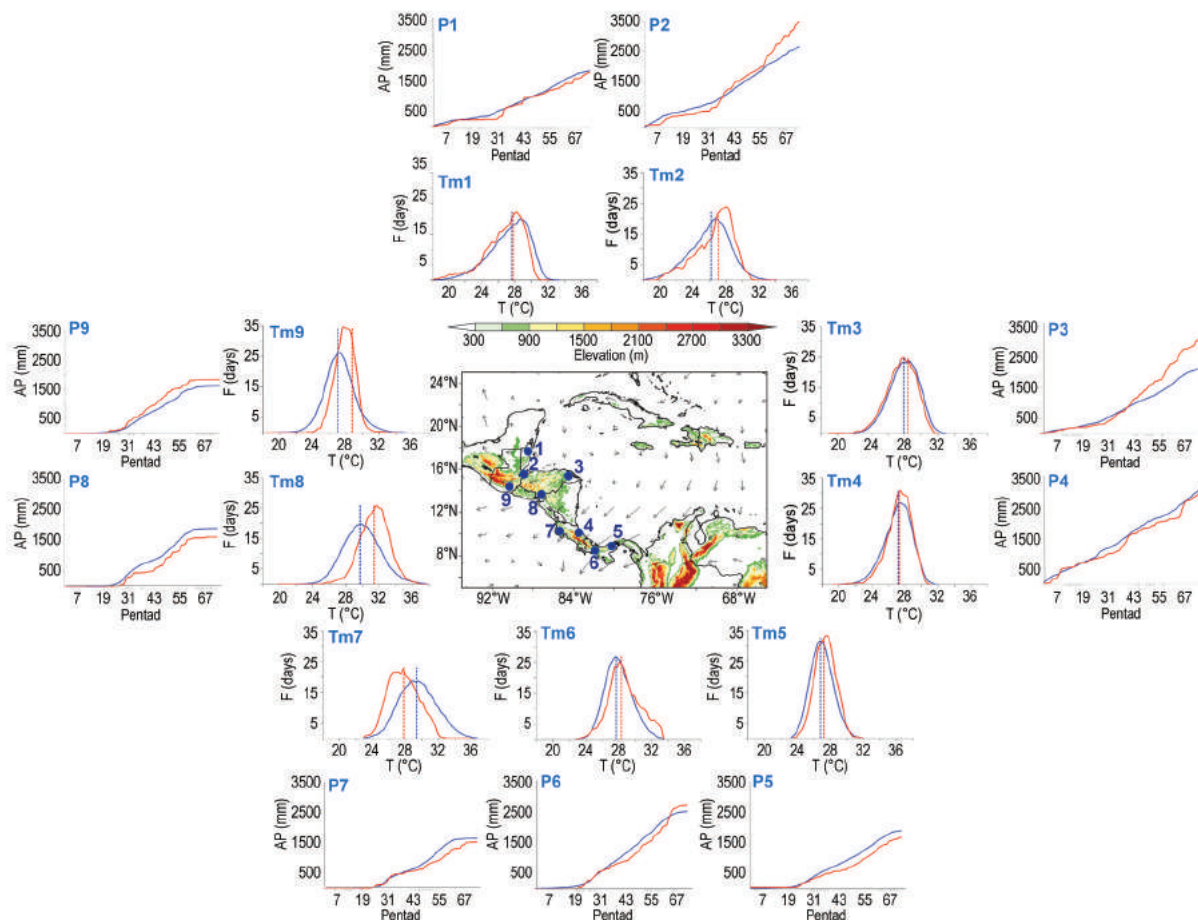 P1
P2
AP (mm)
3500
2500
1500
500
7 19 31 43 55 67
Pentad
AP (mm)
3500
2500
1500
500
7 19 31 43 55 67
Pentad
Tm1
Tm2
F (days)
35
25
15
5
20 24 28 32 36
T (°C)
F (days)
35
25
15
5
20 24 28 32 36
T (°C)
P9
AP (mm)
3500
2500
1500
500
7 19 31 43 55 67
Pentad
Tm9
F (days)
35
25
15
5
20 24 28 32 36
T (°C)
300 900 1500 2100 2700 3300
Elevation (m)
24°N
20°N
16°N
12°N
8°N
92°W 84°W 76°W 68°W
1
2
3
9
8
7
4
5
6
Tm3
F (days)
35
25
15
5
20 24 28 32 36
T (°C)
P3
AP (mm)
3500
2500
1500
500
7 19 31 43 55 67
Pentad
P8
AP (mm)
3500
2500
1500
500
7 19 31 43 55 67
Pentad
Tm8
F (days)
35
25
15
5
20 24 28 32 36
T (°C)
Tm4
F (days)
35
25
15
5
20 24 28 32 36
T (°C)
P4
AP (mm)
3500
2500
1500
500
7 19 31 43 55 67
Pentad
Tm7
F (days)
35
25
15
5
20 24 28 32 36
T (°C)
Tm6
F (days)
35
25
15
5
20 24 28 32 36
T (°C)
Tm5
F (days)
35
25
15
5
20 24 28 32 36
T (°C)
P7
AP (mm)
3500
2500
1500
500
7 19 31 43 55 67
Pentad
P6
AP (mm)
3500
2500
1500
500
7 19 31 43 55 67
Pentad
P5
AP (mm)
3500
2500
1500
500
7 19 31 43 55 67
Pentad